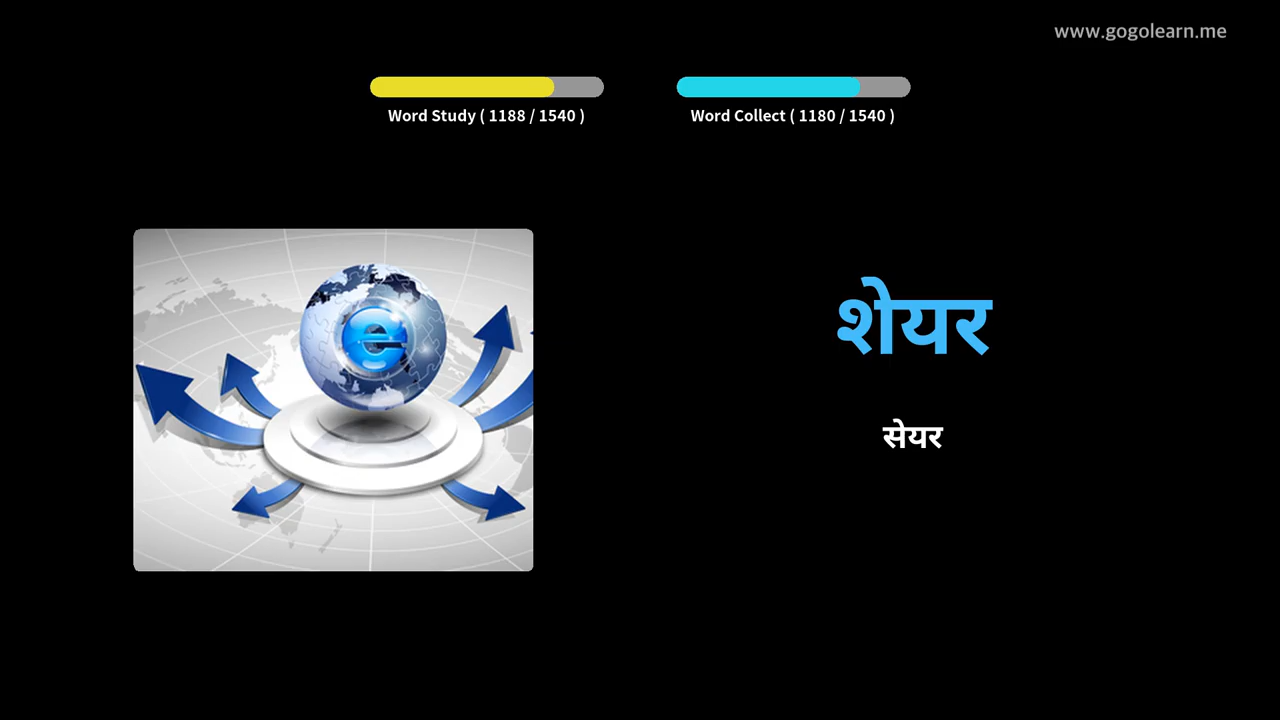 www.gogolearn.me
Word Study ( 1188 / 1540 )
Word Collect ( 1180 / 1540 )
e
शेयर
सेयर